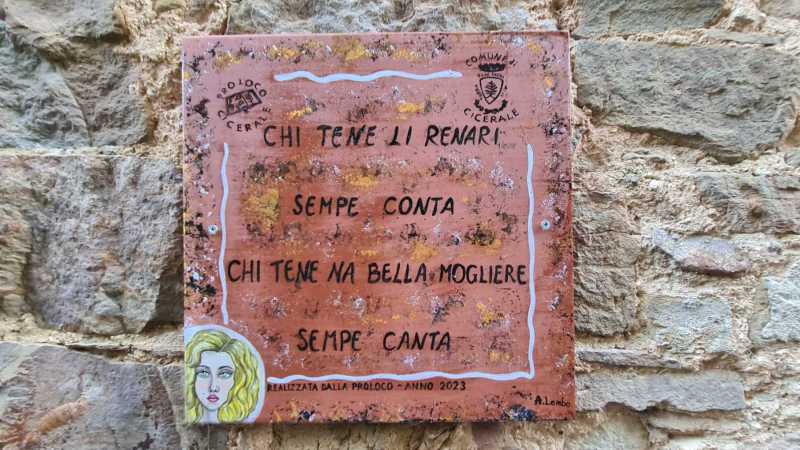 PROLOCO
CICERALE
COMUNE di
CICERALE
CHI TENE LI RENARI
SEMPE CONTA
CHI TENE NA BELLA MOGLIERE
SEMPE CANTA
REALIZZATA DALLA PROLOCO - ANNO 2023
A. Lembo